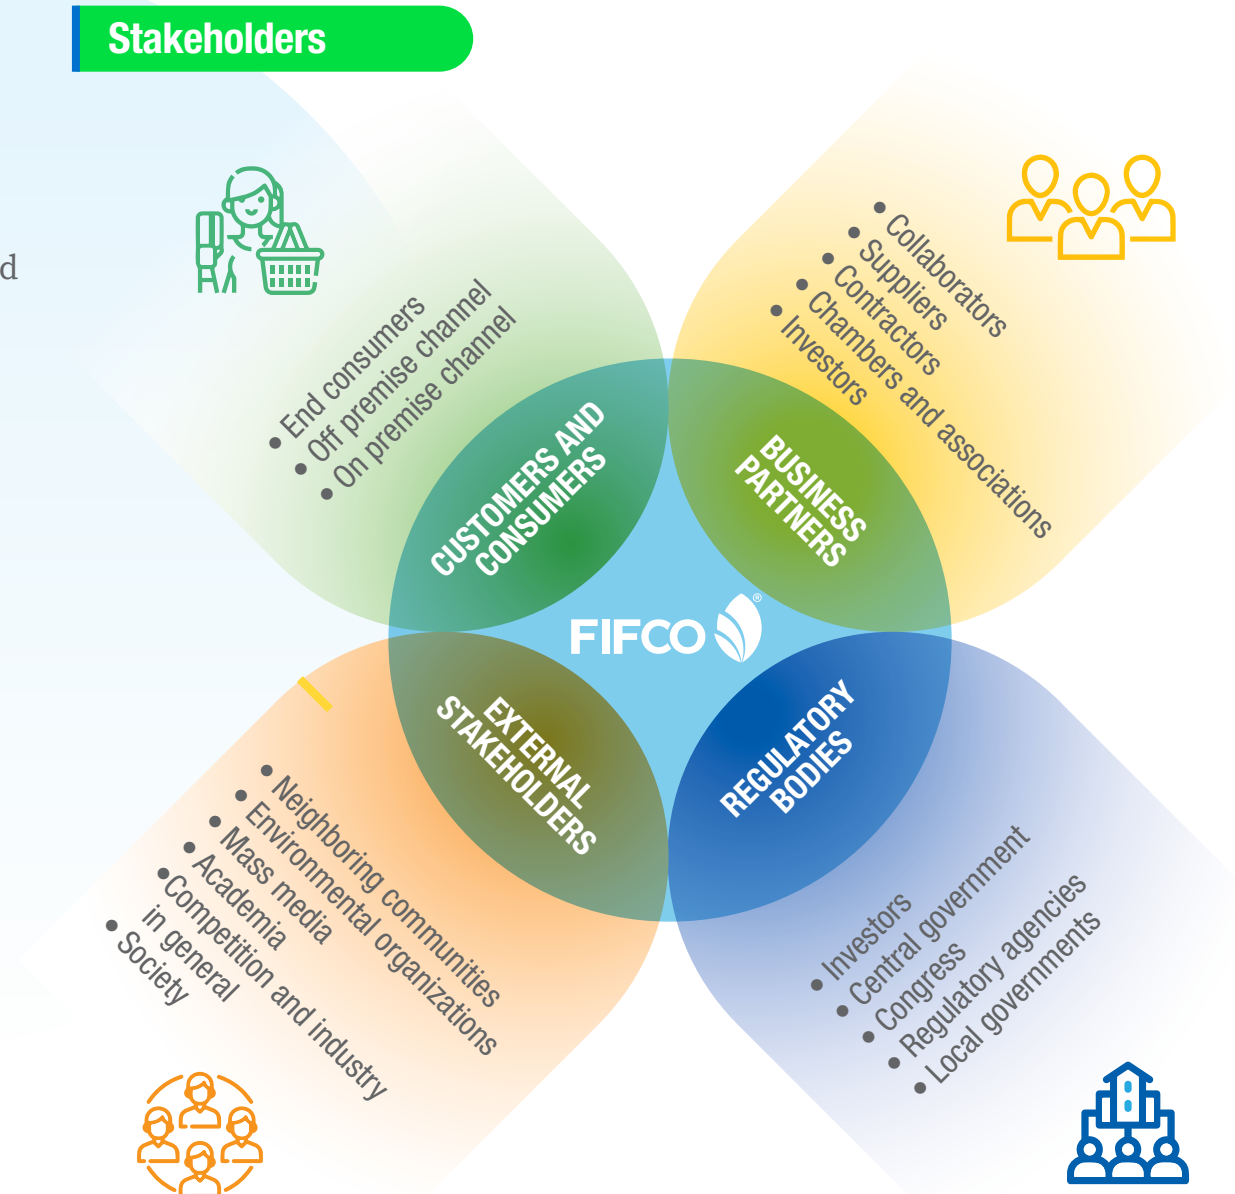 Stakeholders
d
End consumers
Off premise channel
On premise channel
CUSTOMERS AND
CONSUMERS
Collaborators
Suppliers
Contractors
Chambers and associations
Investors
BUSINESS
PARTNERS
FIFCO®
EXTERNAL
STAKEHOLDERS
Neighboring communities
Environmental organizations
Mass media
Academia
Competition and industry
in general
Society
REGULATORY
BODIES
Investors
Central government
Congress
Regulatory agencies
Local governments